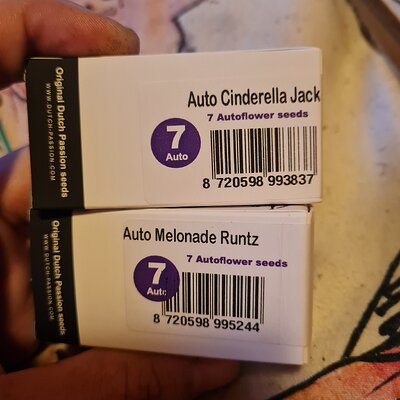 Original Dutch Passion seeds
WWW.DUTCH-PASSION.COM
Auto Cinderella Jack
7 Autoflower seeds
7
Auto
8 720598 993837
Original Dutch Passion seeds
WWW.DUTCH-PASSION.COM
Auto Melonade Runtz
7 Autoflower seeds
7
Auto
8 720598 995244